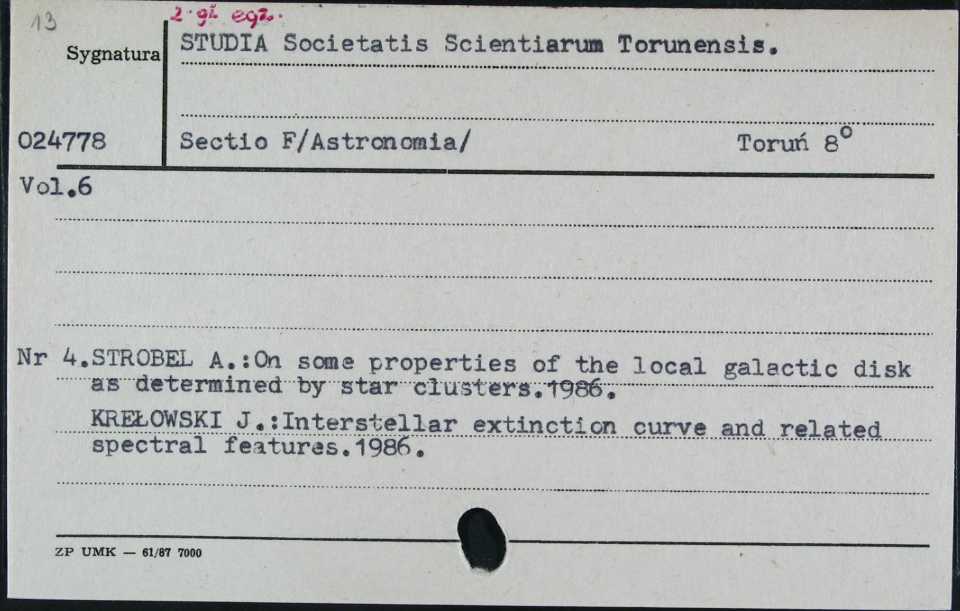 13
2 gi egz.
Sygnatura
STUDIA Societatis Scientiarum Torunensis.
024778
Sectio F/Astronomia/ Toruń 8°
Vol.6
Nr 4.STROBEL A.:On some properties of the local galactic disk
as determined by star clusters.1986.
KREŁOWSKI J.:Interstellar extinction curve and related
spectral features.1986.
ZP UMK — 61/87 7000